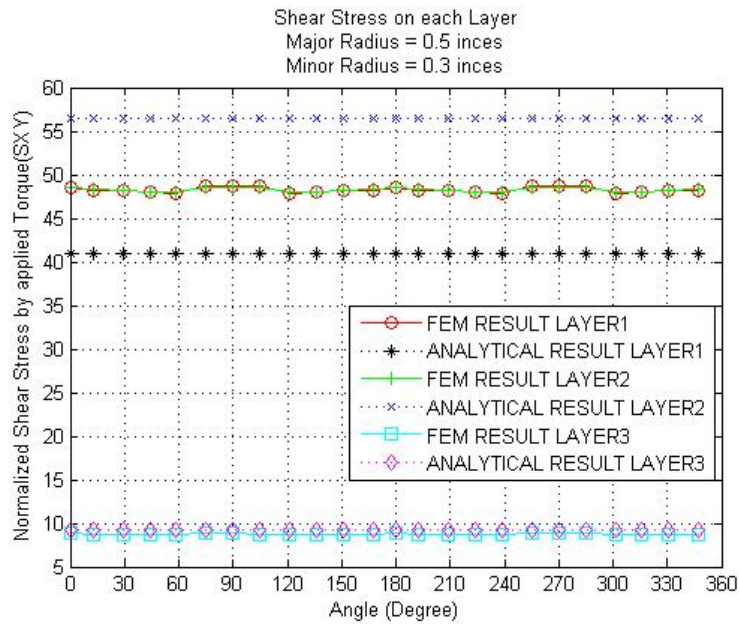 Shear Stress on each Layer
Major Radius = 0.5 inces
Minor Radius = 0.3 inces
Normalized Shear Stress by applied Torque(SXY)
60
55
50
45
40
35
30
25
20
15
10
5
FEM RESULT LAYER1
ANALYTICAL RESULT LAYER1
FEM RESULT LAYER2
ANALYTICAL RESULT LAYER2
FEM RESULT LAYER3
ANALYTICAL RESULT LAYER3
0 30 60 90 120 150 180 210 240 270 300 330 360
Angle (Degree)